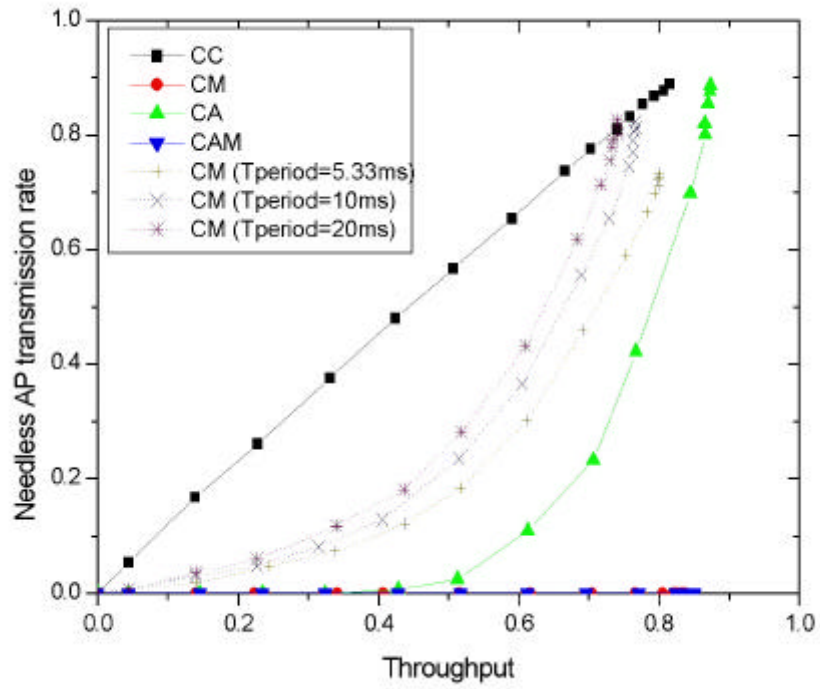 1.0
0.8
0.6
0.4
0.2
0.0
Needless AP transmission rate
CC
CM
CA
CAM
CM (Tperiod=5.33ms)
CM (Tperiod=10ms)
CM (Tperiod=20ms)
0.0 0.2 0.4 0.6 0.8 1.0
Throughput